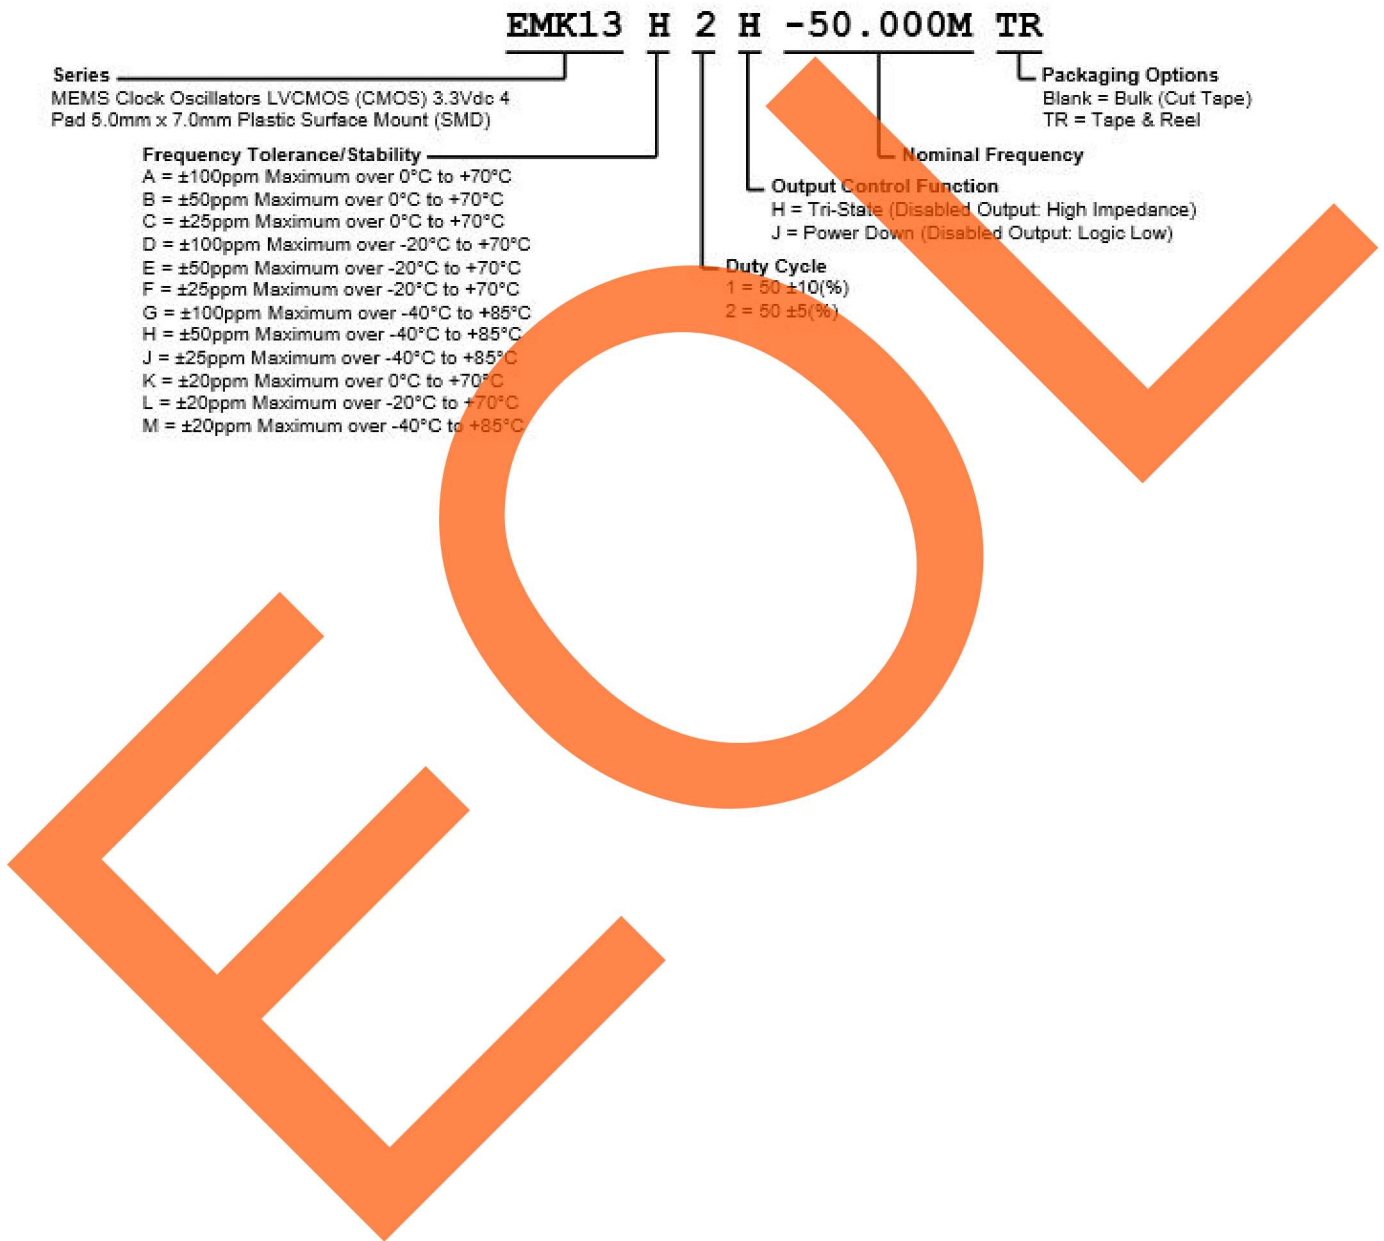 EMK13 H 2 H -50.000M TR
Series
MEMS Clock Oscillators LVCMOS (CMOS) 3.3Vdc 4
Pad 5.0mm x 7.0mm Plastic Surface Mount (SMD)
Frequency Tolerance/Stability
A = ±100ppm Maximum over 0°C to +70°C
B = ±50ppm Maximum over 0°C to +70°C
C = ±25ppm Maximum over 0°C to +70°C
D = ±100ppm Maximum over -20°C to +70°C
E = ±50ppm Maximum over -20°C to +70°C
F = ±25ppm Maximum over -20°C to +70°C
G = ±100ppm Maximum over -40°C to +85°C
H = ±50ppm Maximum over -40°C to +85°C
J = ±25ppm Maximum over -40°C to +85°C
K = ±20ppm Maximum over 0°C to +70°C
L = ±20ppm Maximum over -20°C to +70°C
M = ±20ppm Maximum over -40°C to +85°C
Packaging Options
Blank = Bulk (Cut Tape)
TR = Tape & Reel
Nominal Frequency
Output Control Function
H = Tri-State (Disabled Output: High Impedance)
J = Power Down (Disabled Output: Logic Low)
Duty Cycle
1 = 50 ±10(%)
2 = 50 ±5(%)
EOL